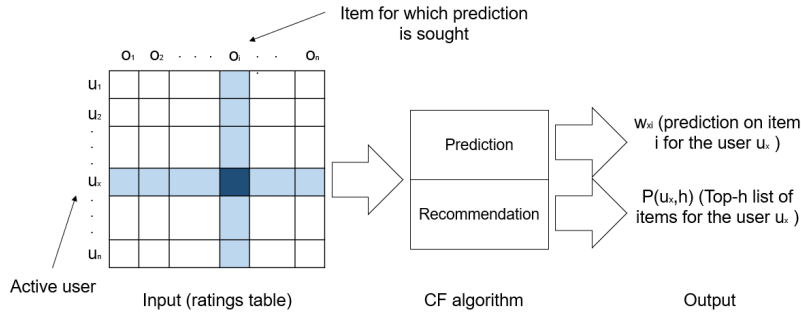 Item for which prediction
is sought
o₁ o₂ · · · oᵢ · · oₙ
u₁
u₂
·
·
·
uₓ
·
·
·
uₙ
Active user
Input (ratings table)
Prediction
Recommendation
CF algorithm
wₓᵢ (prediction on item
i for the user uₓ )
P(uₓ,h) (Top-h list of
items for the user uₓ )
Output